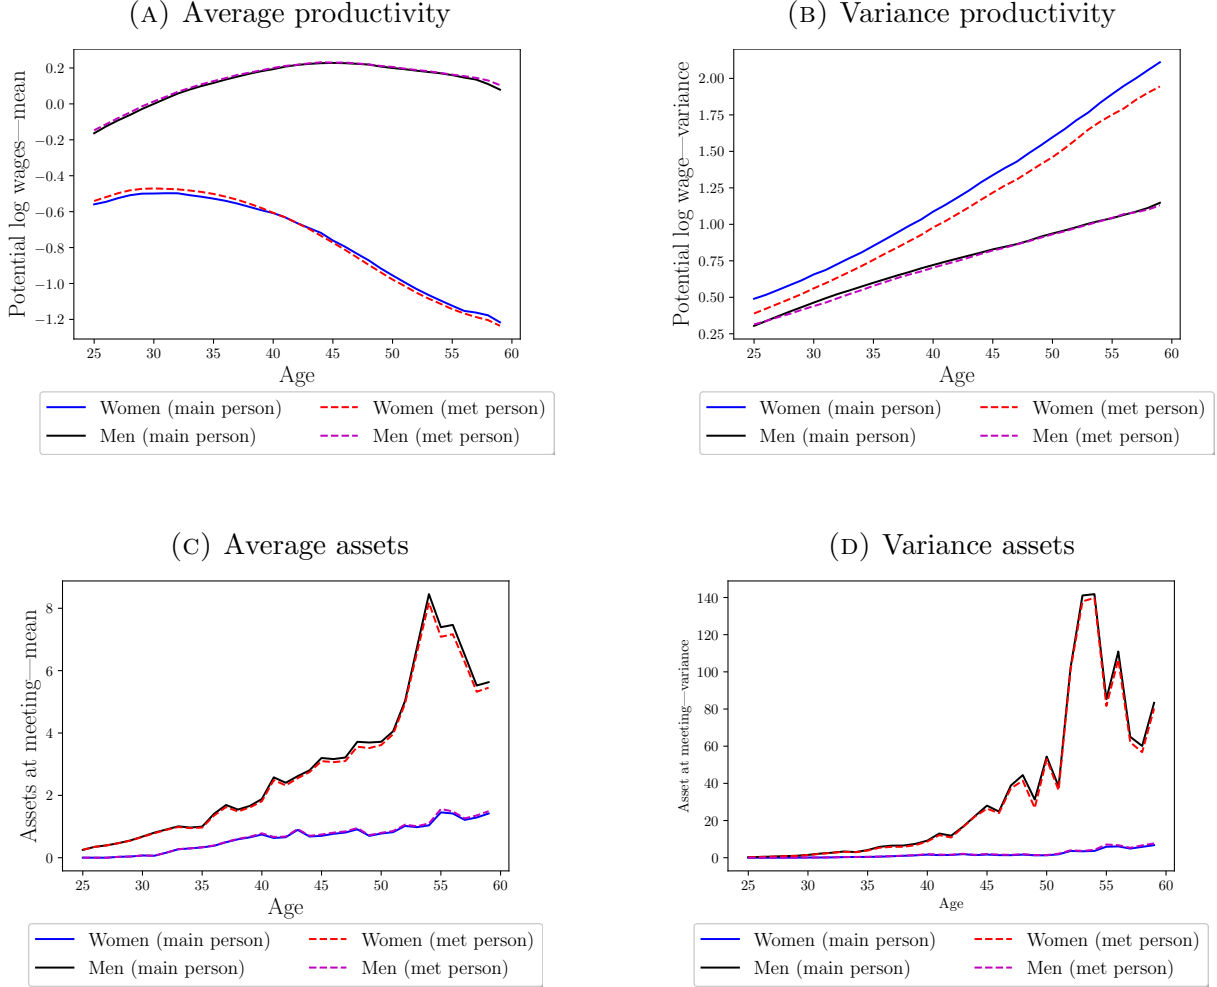 (A) Average productivity
Potential log wages—mean
0.2
0.0
−0.2
−0.4
−0.6
−0.8
−1.0
−1.2
25 30 35 40 45 50 55 60
Age
Women (main person) Women (met person)
Men (main person) Men (met person)
(B) Variance productivity
Potential log wage—variance
2.00
1.75
1.50
1.25
1.00
0.75
0.50
0.25
25 30 35 40 45 50 55 60
Age
Women (main person) Women (met person)
Men (main person) Men (met person)
(C) Average assets
Assets at meeting—mean
8
6
4
2
0
25 30 35 40 45 50 55 60
Age
Women (main person) Women (met person)
Men (main person) Men (met person)
(D) Variance assets
Asset at meeting—variance
140
120
100
80
60
40
20
0
25 30 35 40 45 50 55 60
Age
Women (main person) Women (met person)
Men (main person) Men (met person)